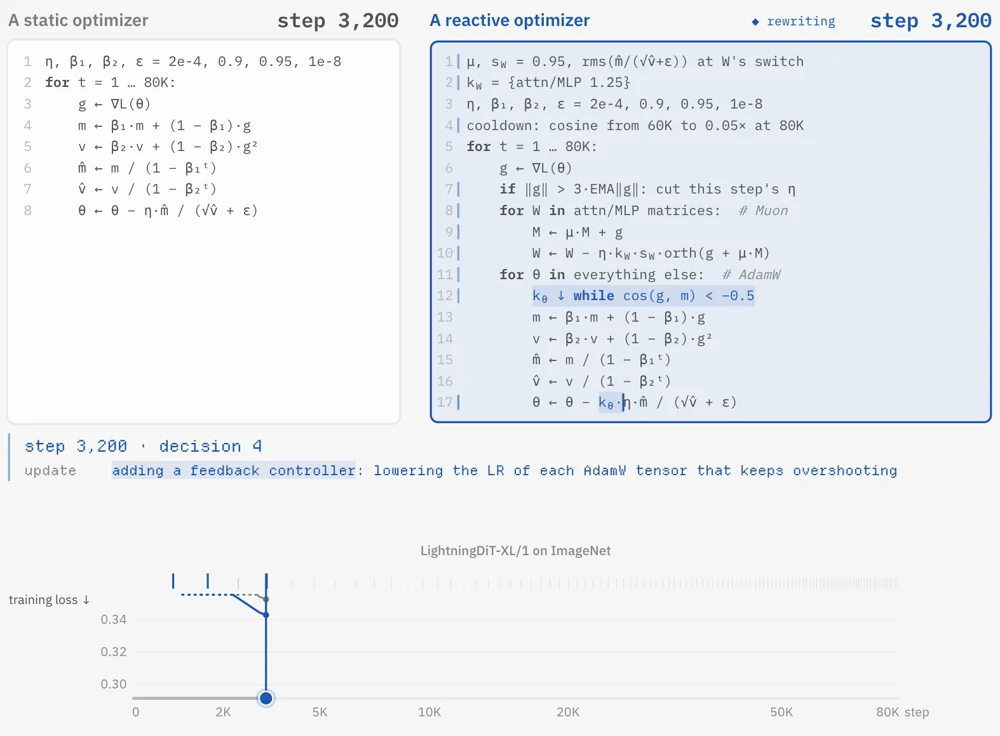 A static optimizer step 3,200
1 η, β₁, β₂, ε = 2e-4, 0.9, 0.95, 1e-8
2 for t = 1 … 80K:
3 g ← ∇L(θ)
4 m ← β₁·m + (1 − β₁)·g
5 v ← β₂·v + (1 − β₂)·g²
6 m̂ ← m / (1 − β₁ᵗ)
7 v̂ ← v / (1 − β₂ᵗ)
8 θ ← θ − η·m̂ / (√v̂ + ε)
A reactive optimizer ◆ rewriting step 3,200
1 μ, s_W = 0.95, rms(m̂/(√v̂+ε)) at W's switch
2 k_W = {attn/MLP 1.25}
3 η, β₁, β₂, ε = 2e-4, 0.9, 0.95, 1e-8
4 cooldown: cosine from 60K to 0.05× at 80K
5 for t = 1 … 80K:
6 g ← ∇L(θ)
7 if ‖g‖ > 3·EMA‖g‖: cut this step's η
8 for W in attn/MLP matrices: # Muon
9 M ← μ·M + g
10 W ← W − η·k_W·s_W·orth(g + μ·M)
11 for θ in everything else: # AdamW
12 k_θ ↓ while cos(g, m) < −0.5
13 m ← β₁·m + (1 − β₁)·g
14 v ← β₂·v + (1 − β₂)·g²
15 m̂ ← m / (1 − β₁ᵗ)
16 v̂ ← v / (1 − β₂ᵗ)
17 θ ← θ − k_θ·η·m̂ / (√v̂ + ε)
step 3,200 · decision 4
update adding a feedback controller: lowering the LR of each AdamW tensor that keeps overshooting
LightningDiT-XL/1 on ImageNet
training loss ↓
0.34
0.32
0.30
0 2K 5K 10K 20K 50K 80K step